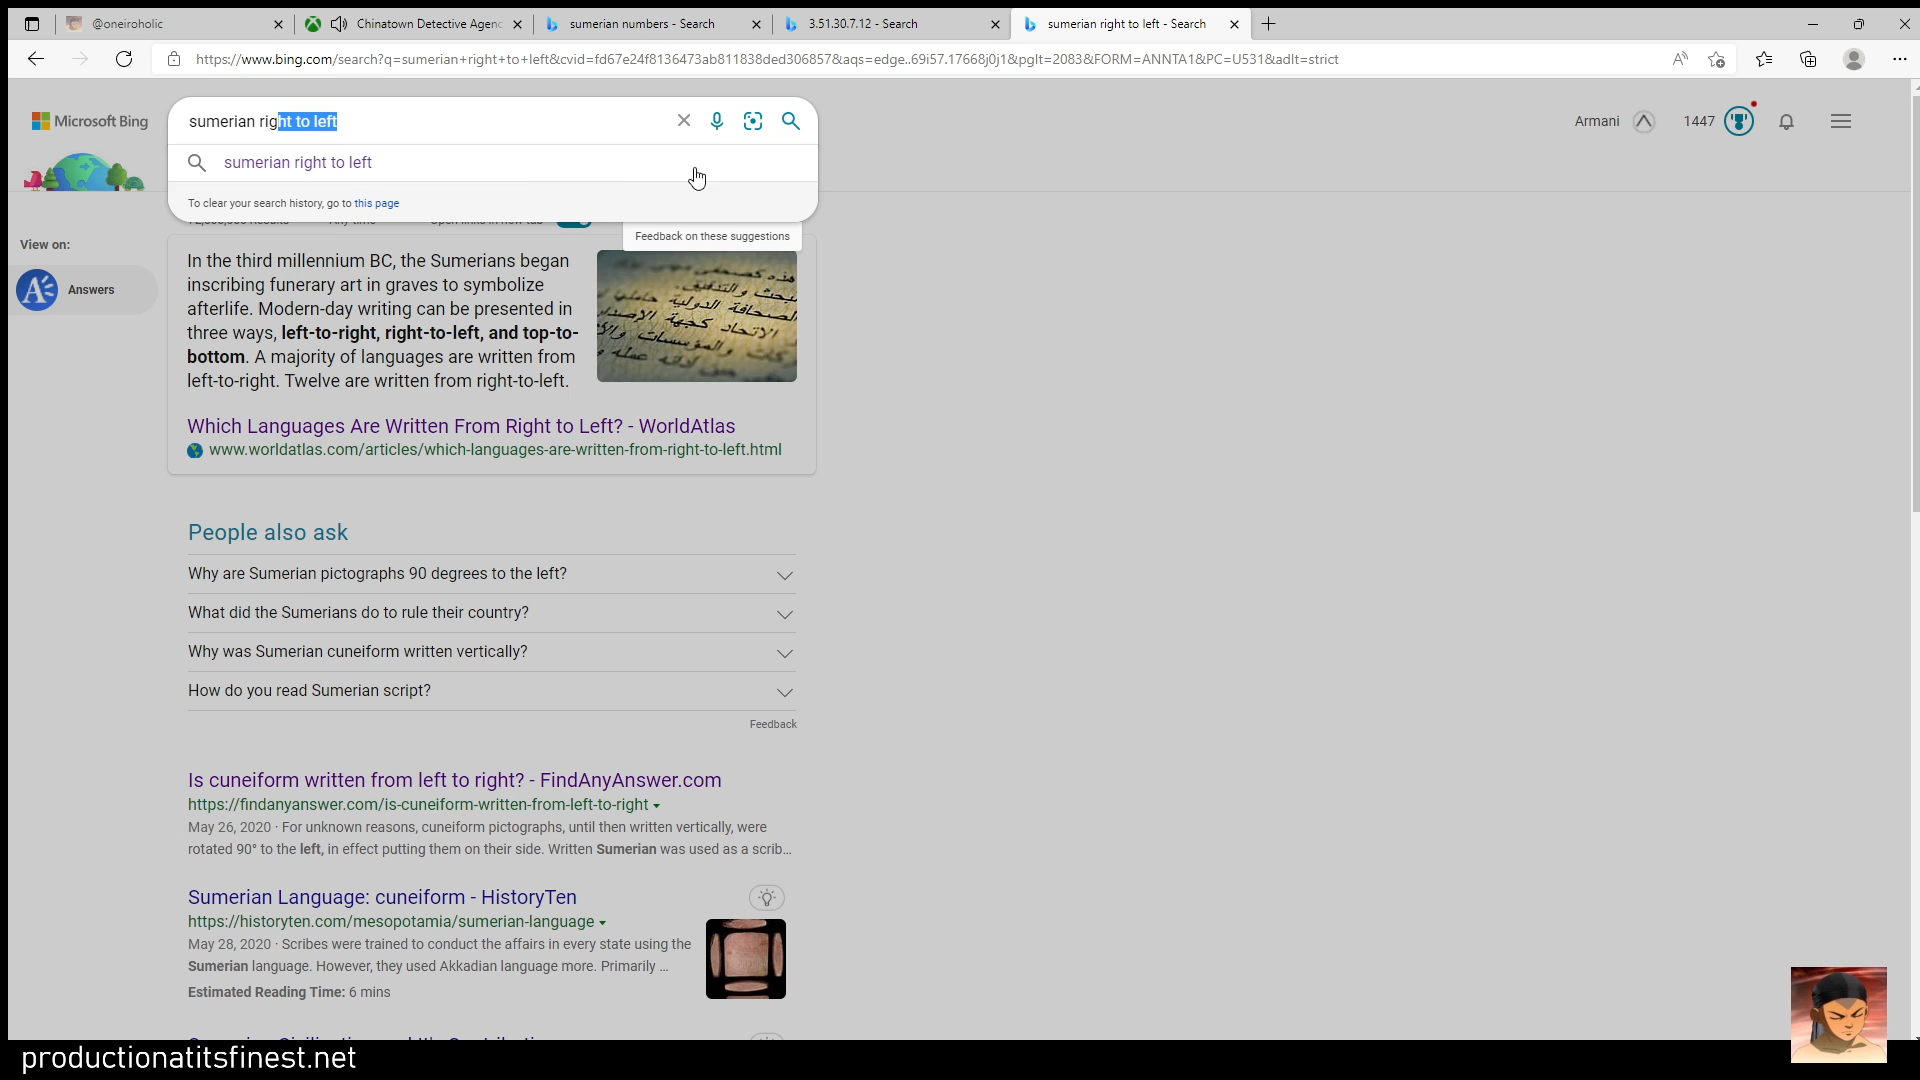 @oneiroholic
Chinatown Detective Agenc
sumerian numbers - Search
3.51.30.7.12 - Search
sumerian right to left - Search
https://www.bing.com/search?q=sumerian+right+to+left&cvid=fd67e24f8136473ab811838ded306857&aqs=edge..69i57.17668j0j1&pglt=2083&FORM=ANNTA1&PC=U531&adlt=strict
Microsoft Bing
sumerian right to left
Armani
1447
sumerian right to left
To clear your search history, go to this page
Feedback on these suggestions
View on:
Answers
In the third millennium BC, the Sumerians began
inscribing funerary art in graves to symbolize
afterlife. Modern-day writing can be presented in
three ways, left-to-right, right-to-left, and top-to-
bottom. A majority of languages are written from
left-to-right. Twelve are written from right-to-left.
Which Languages Are Written From Right to Left? - WorldAtlas
www.worldatlas.com/articles/which-languages-are-written-from-right-to-left.html
People also ask
Why are Sumerian pictographs 90 degrees to the left?
What did the Sumerians do to rule their country?
Why was Sumerian cuneiform written vertically?
How do you read Sumerian script?
Feedback
Is cuneiform written from left to right? - FindAnyAnswer.com
https://findanyanswer.com/is-cuneiform-written-from-left-to-right
May 26, 2020 · For unknown reasons, cuneiform pictographs, until then written vertically, were
rotated 90° to the left, in effect putting them on their side. Written Sumerian was used as a scrib...
Sumerian Language: cuneiform - HistoryTen
https://historyten.com/mesopotamia/sumerian-language
May 28, 2020 · Scribes were trained to conduct the affairs in every state using the
Sumerian language. However, they used Akkadian language more. Primarily ...
Estimated Reading Time: 6 mins
productionatitsfinest.net